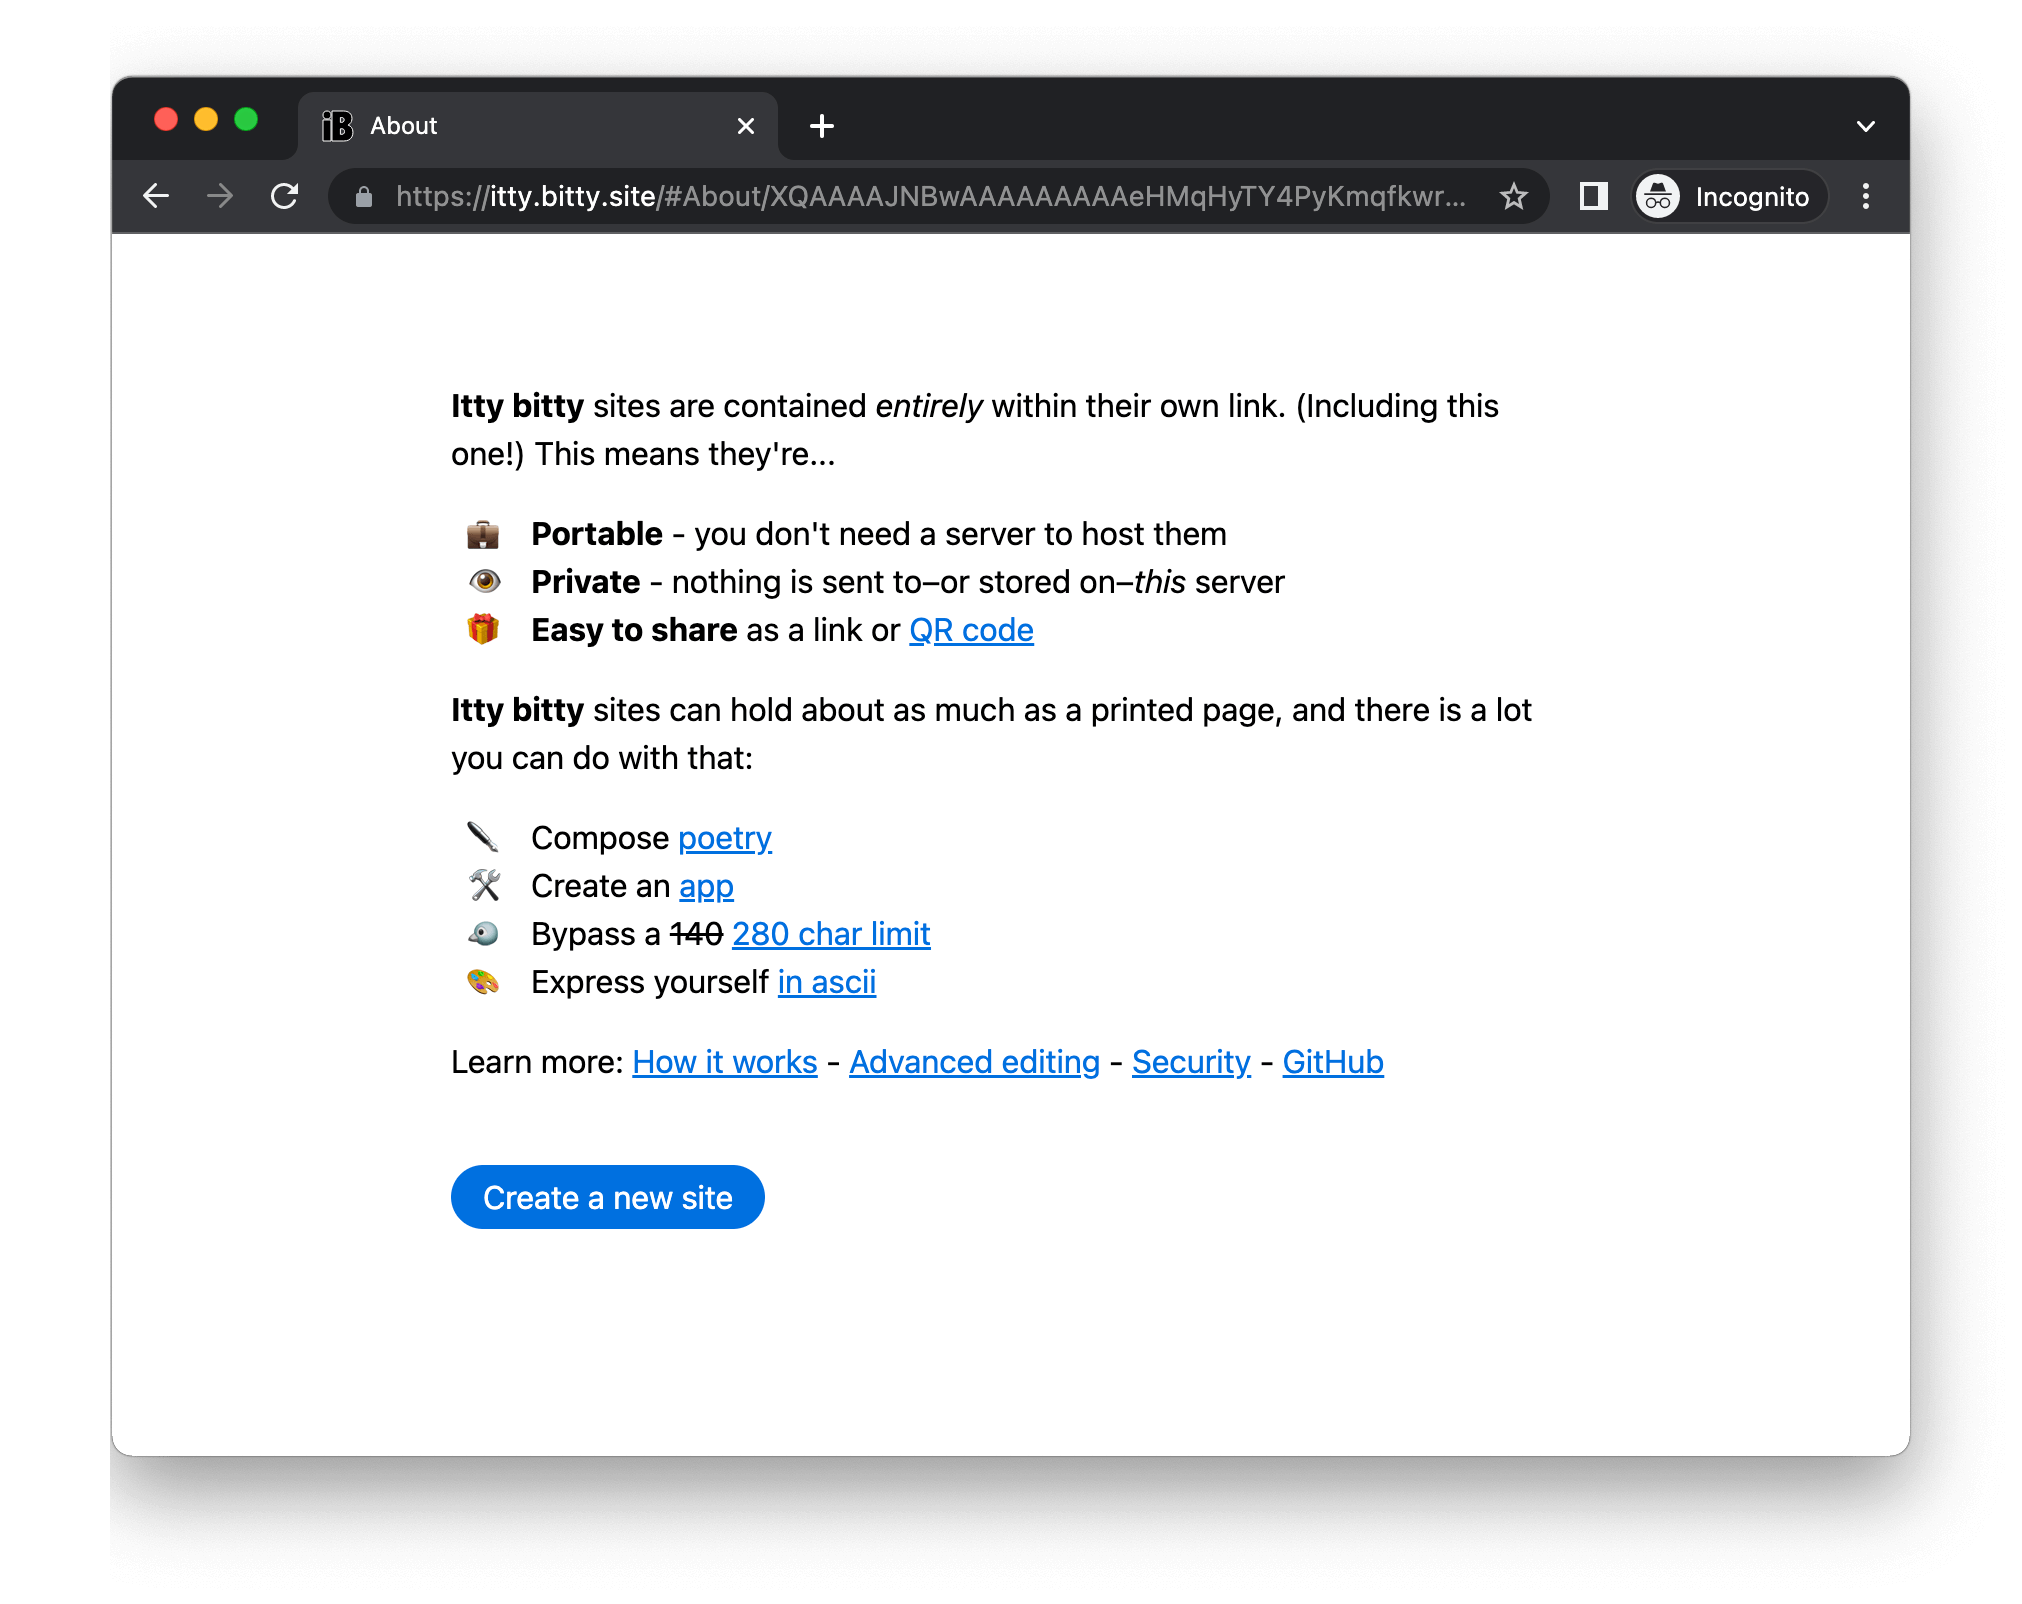 iB About
https://itty.bitty.site/#About/XQAAAAJNBwAAAAAAAAAeHMqHyTY4PyKmqfkwr...
Incognito
Itty bitty sites are contained entirely within their own link. (Including this
one!) This means they're...
Portable - you don't need a server to host them
Private - nothing is sent to–or stored on–this server
Easy to share as a link or QR code
Itty bitty sites can hold about as much as a printed page, and there is a lot
you can do with that:
Compose poetry
Create an app
Bypass a 140 280 char limit
Express yourself in ascii
Learn more: How it works - Advanced editing - Security - GitHub
Create a new site